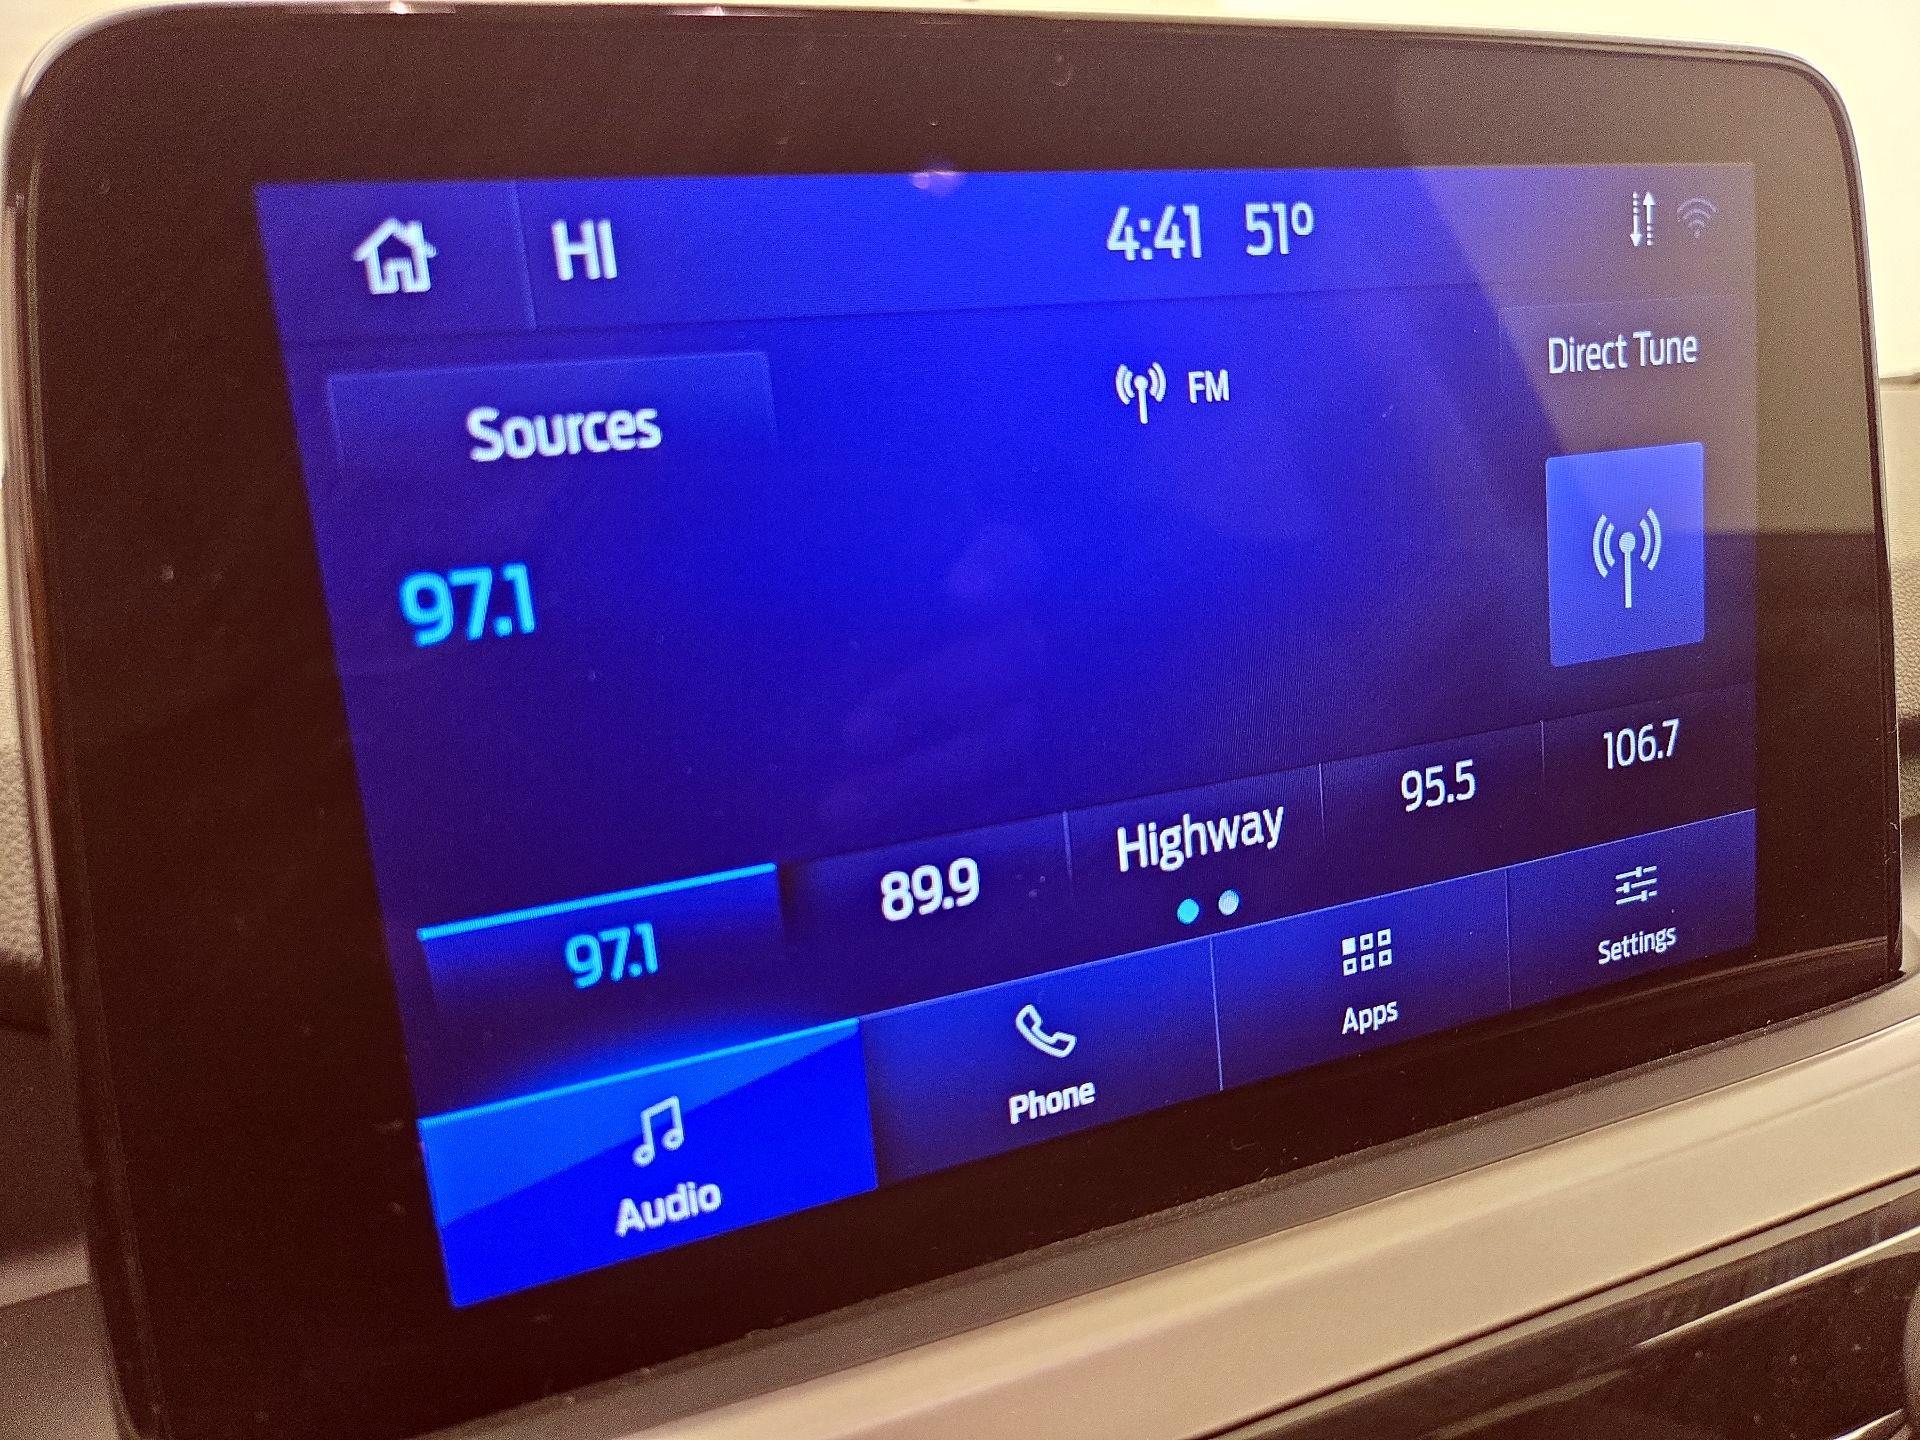 HI 4:41 51°
Direct Tune
FM
Sources
97.1
97.1 89.9 Highway 95.5 106.7
Audio Phone Apps Settings